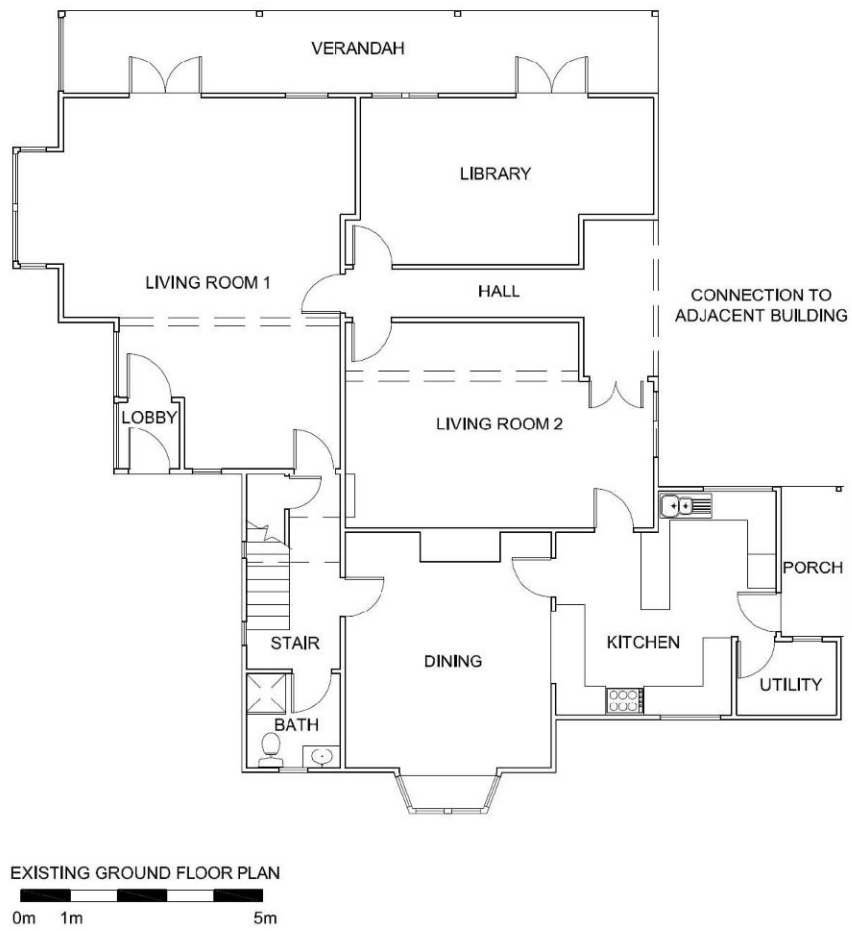 VERANDAH
LIBRARY
LIVING ROOM 1
HALL
CONNECTION TO
ADJACENT BUILDING
LOBBY
LIVING ROOM 2
PORCH
STAIR
DINING
KITCHEN
UTILITY
BATH
EXISTING GROUND FLOOR PLAN
0m 1m 5m